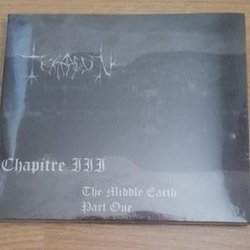 Chapitre III
The Middle Earth
Part One